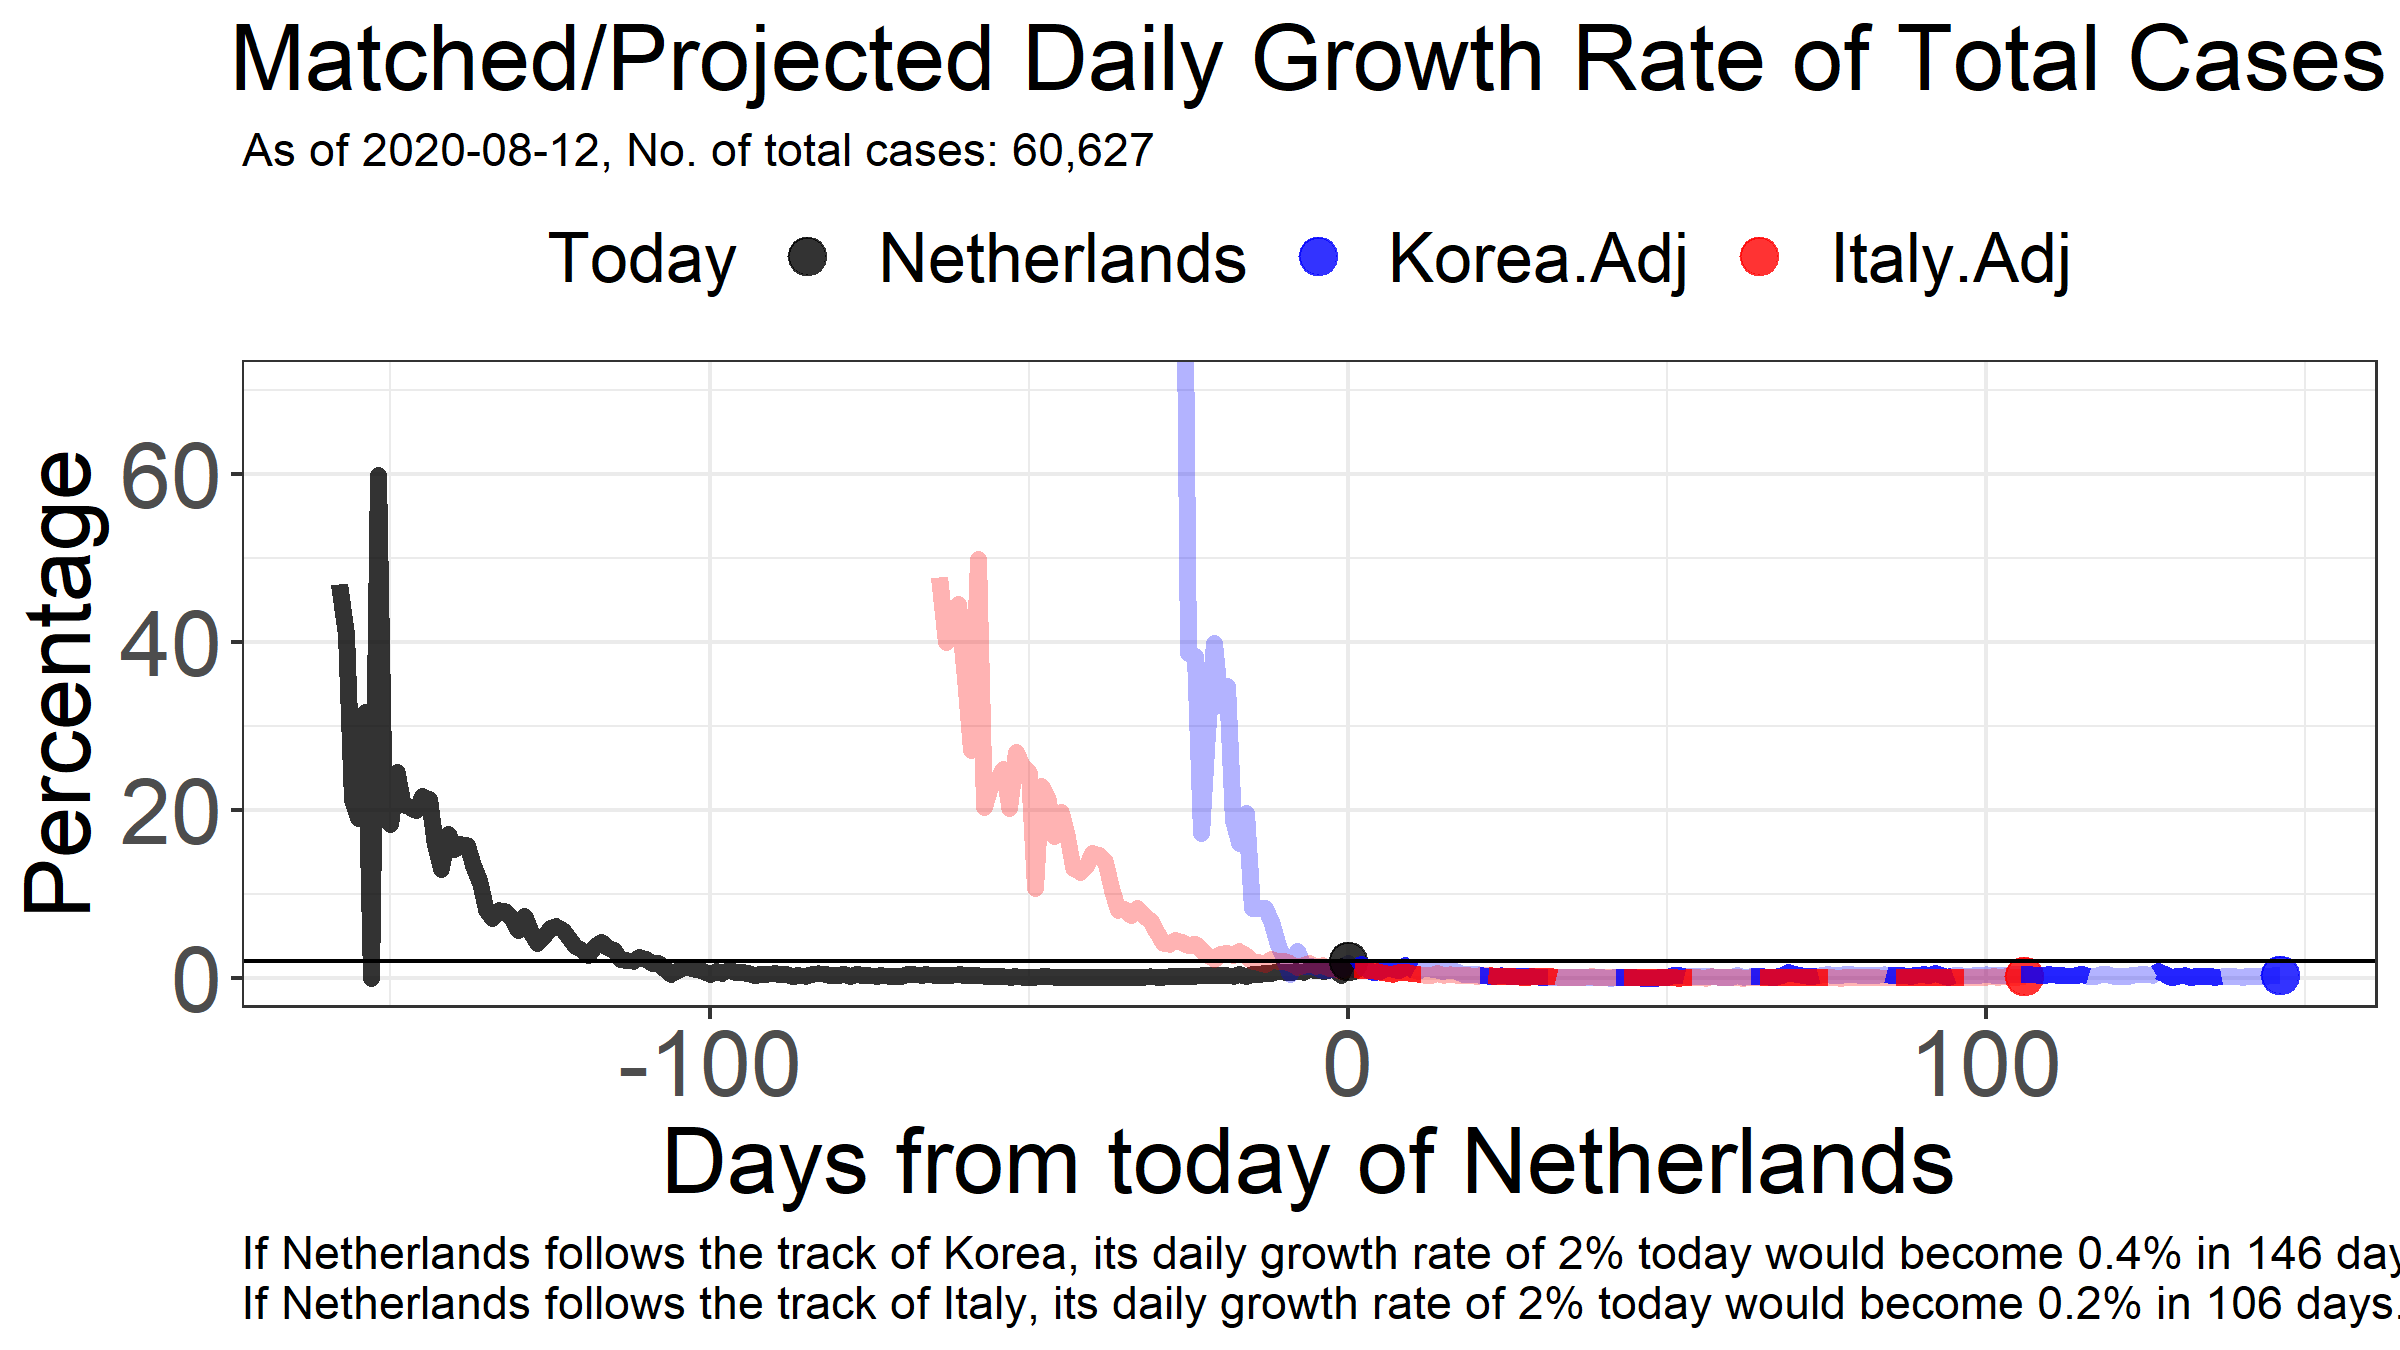 Matched/Projected Daily Growth Rate of Total Cases
As of 2020-08-12, No. of total cases: 60,627
Today Netherlands Korea.Adj Italy.Adj
Percentage
60
40
20
0
-100 0 100
Days from today of Netherlands
If Netherlands follows the track of Korea, its daily growth rate of 2% today would become 0.4% in 146 day
If Netherlands follows the track of Italy, its daily growth rate of 2% today would become 0.2% in 106 days.